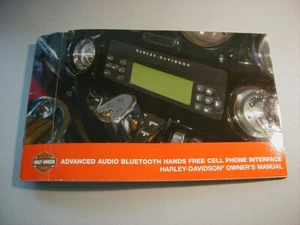 HARLEY-DAVIDSON
ADVANCED AUDIO BLUETOOTH HANDS FREE CELL PHONE INTERFACE
HARLEY-DAVIDSON® OWNER'S MANUAL